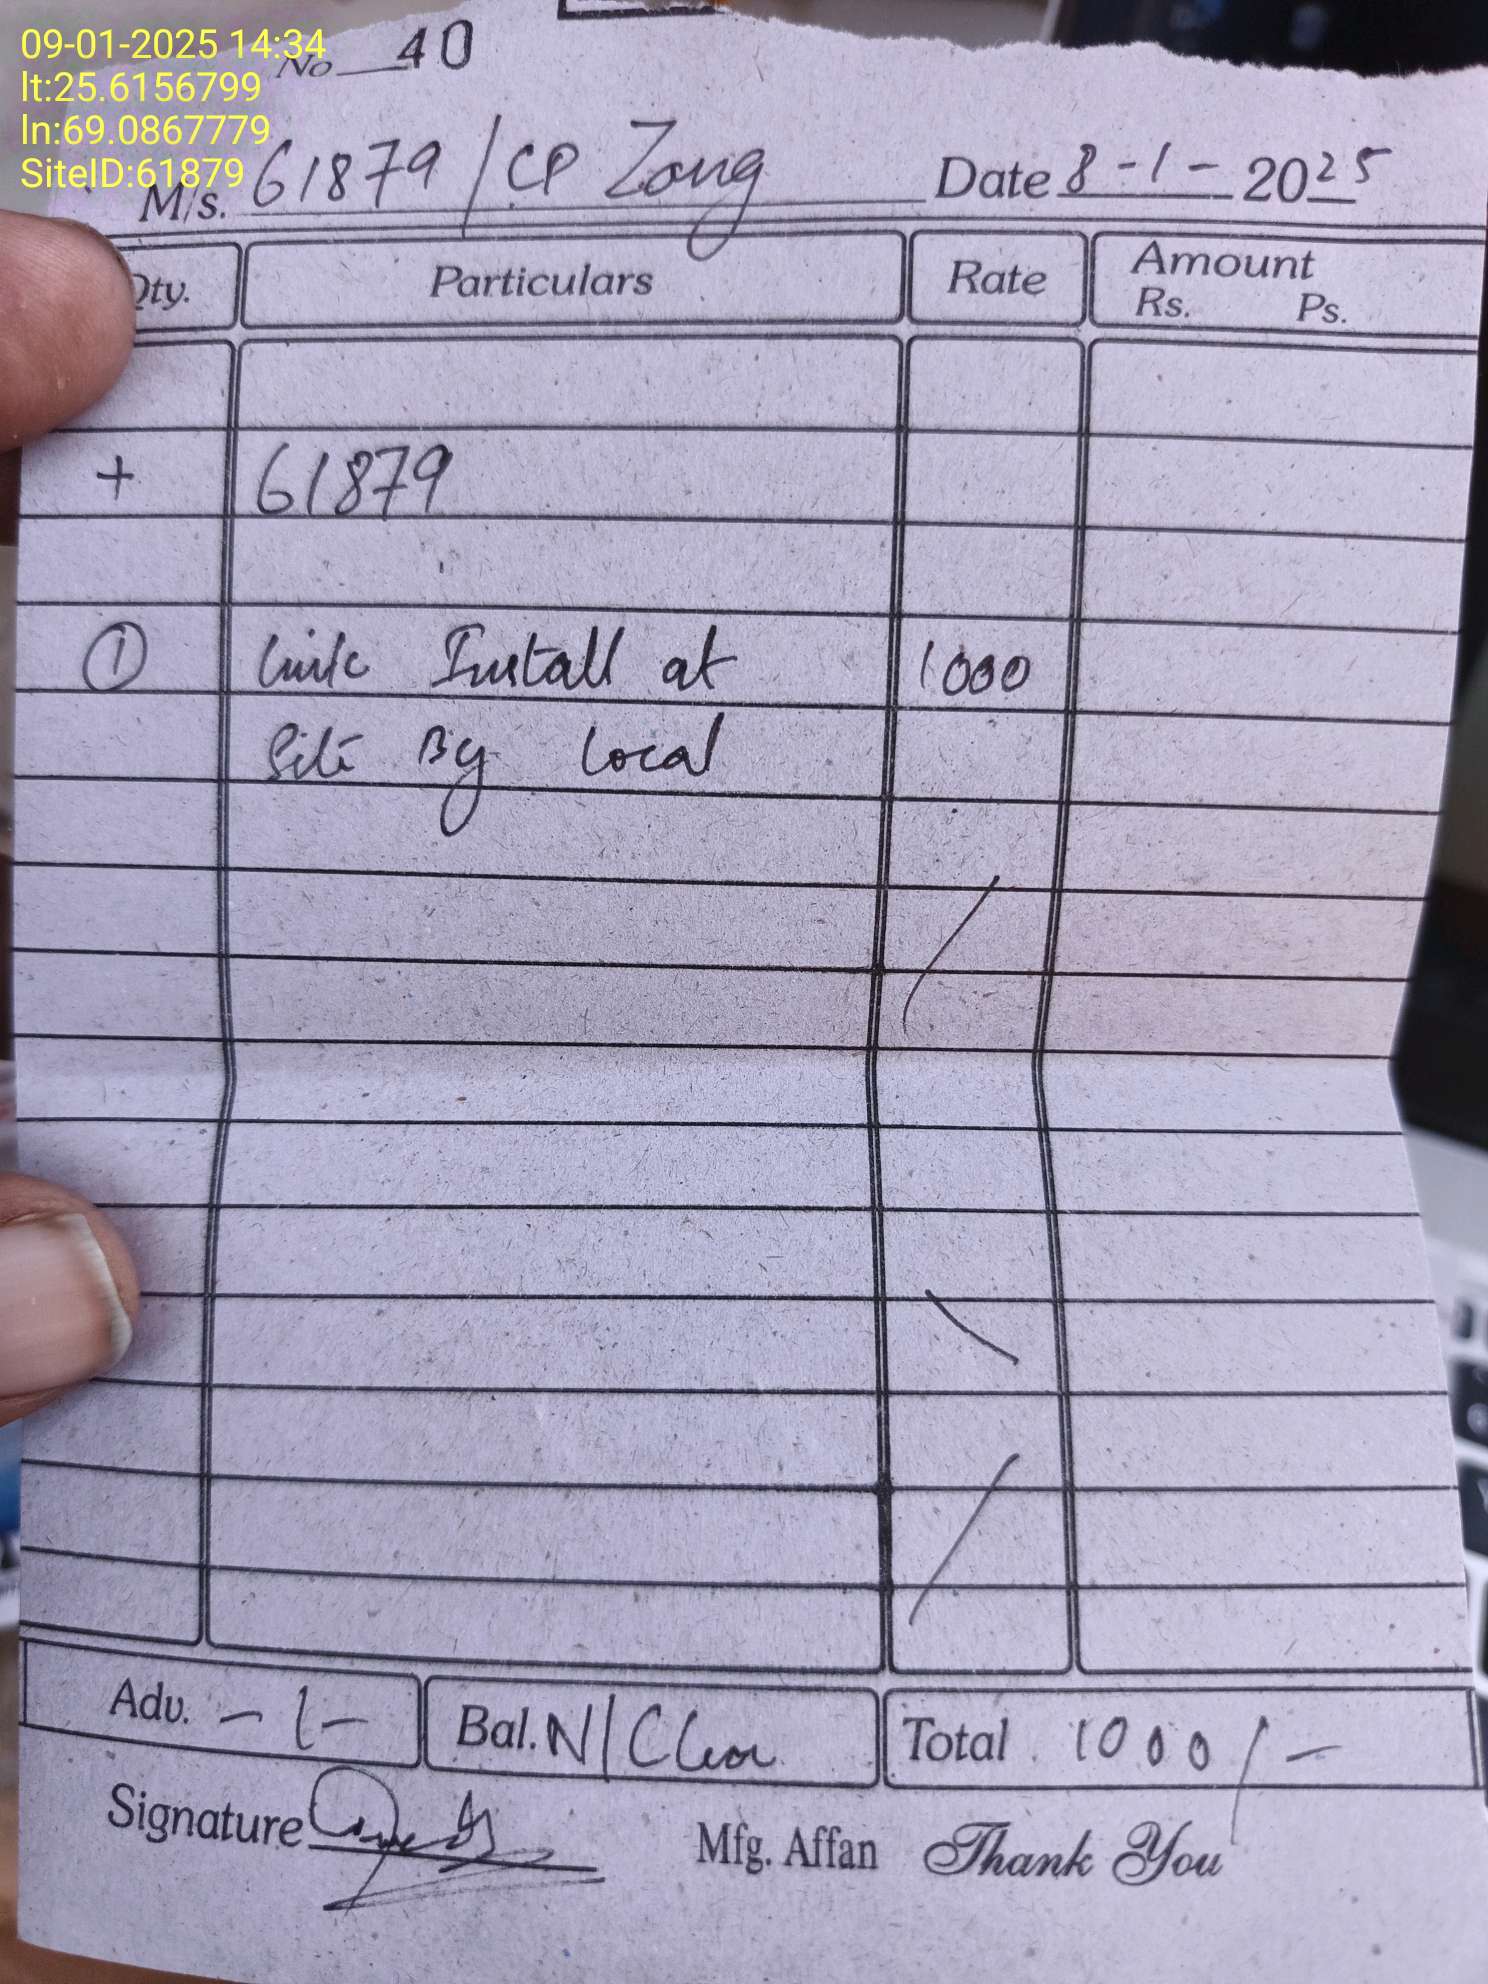 09-01-2025 14:34
lt:25.6156799
ln:69.0867779
SiteID:61879
No 40
M/s. 61879 / CP Zong Date 8-1-2025
Qty. Particulars Rate Amount
Rs. Ps.
+ 61879
1 Install at 1000
Site By Local
Adv. -/- Bal. N/Clear Total 1000/-
Signature Mfg. Affan Thank You